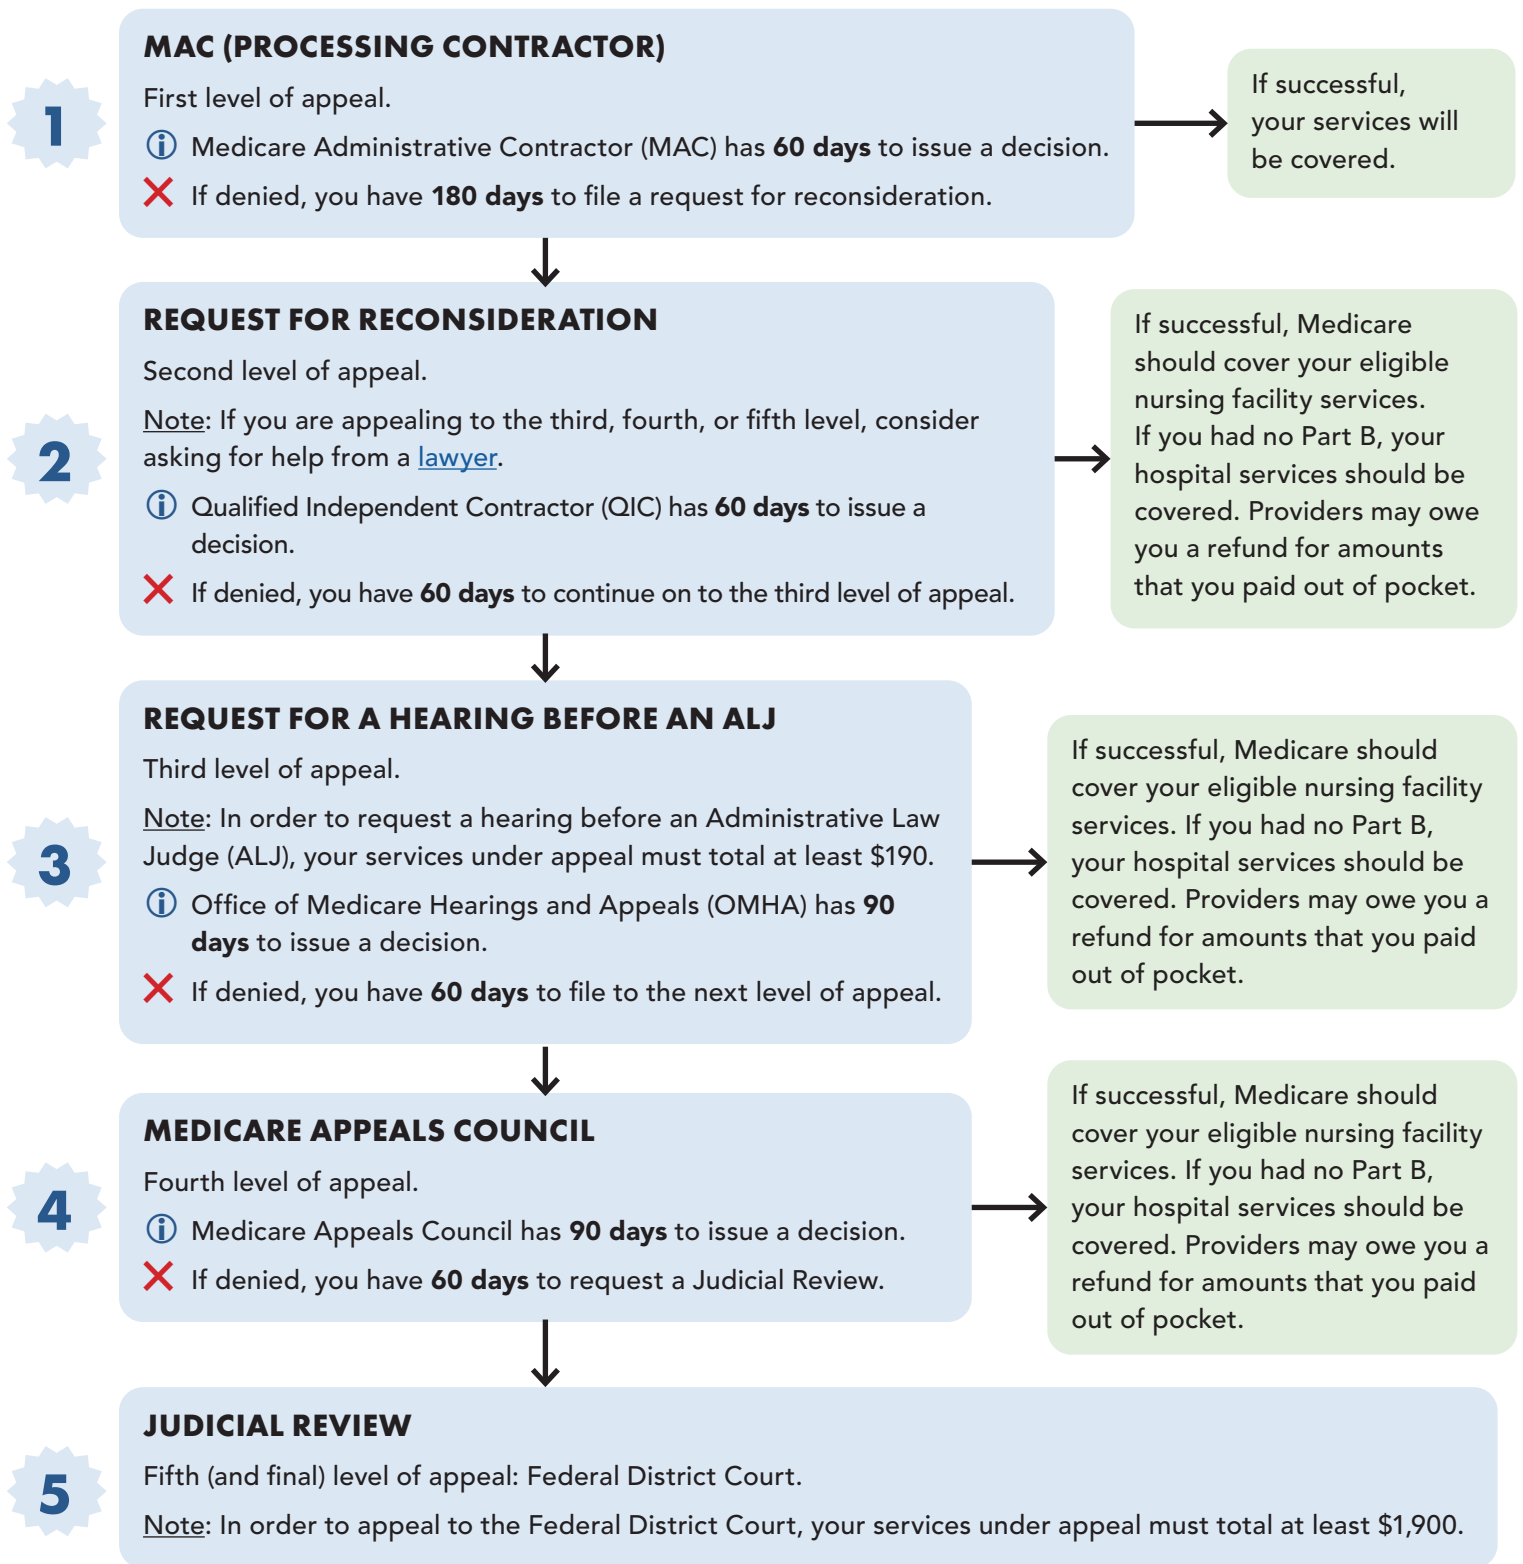 1
MAC (PROCESSING CONTRACTOR)
First level of appeal.
Medicare Administrative Contractor (MAC) has 60 days to issue a decision.
If denied, you have 180 days to file a request for reconsideration.
If successful,
your services will
be covered.
2
REQUEST FOR RECONSIDERATION
Second level of appeal.
Note: If you are appealing to the third, fourth, or fifth level, consider
asking for help from a lawyer.
Qualified Independent Contractor (QIC) has 60 days to issue a
decision.
If denied, you have 60 days to continue on to the third level of appeal.
If successful, Medicare
should cover your eligible
nursing facility services.
If you had no Part B, your
hospital services should be
covered. Providers may owe
you a refund for amounts
that you paid out of pocket.
3
REQUEST FOR A HEARING BEFORE AN ALJ
Third level of appeal.
Note: In order to request a hearing before an Administrative Law
Judge (ALJ), your services under appeal must total at least $190.
Office of Medicare Hearings and Appeals (OMHA) has 90
days to issue a decision.
If denied, you have 60 days to file to the next level of appeal.
If successful, Medicare should
cover your eligible nursing facility
services. If you had no Part B,
your hospital services should be
covered. Providers may owe you a
refund for amounts that you paid
out of pocket.
4
MEDICARE APPEALS COUNCIL
Fourth level of appeal.
Medicare Appeals Council has 90 days to issue a decision.
If denied, you have 60 days to request a Judicial Review.
If successful, Medicare should
cover your eligible nursing facility
services. If you had no Part B,
your hospital services should be
covered. Providers may owe you a
refund for amounts that you paid
out of pocket.
5
JUDICIAL REVIEW
Fifth (and final) level of appeal: Federal District Court.
Note: In order to appeal to the Federal District Court, your services under appeal must total at least $1,900.